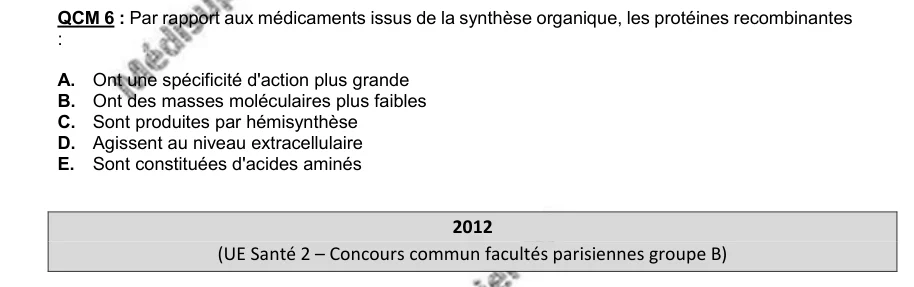 QCM 6 : Par rapport aux médicaments issus de la synthèse organique, les protéines recombinantes
:
A. Ont une spécificité d'action plus grande
B. Ont des masses moléculaires plus faibles
C. Sont produites par hémisynthèse
D. Agissent au niveau extracellulaire
E. Sont constituées d'acides aminés
2012
(UE Santé 2 – Concours commun facultés parisiennes groupe B)